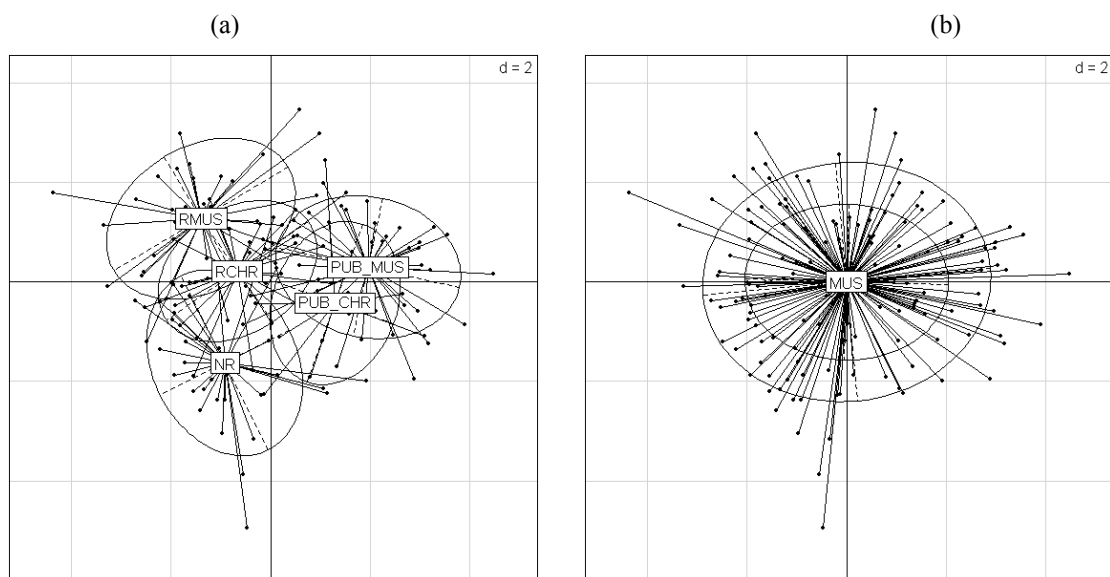 (a)
(b)
d = 2
d = 2
RMUS
RCHR
PUB_MUS
PUB_CHR
NR
MUS